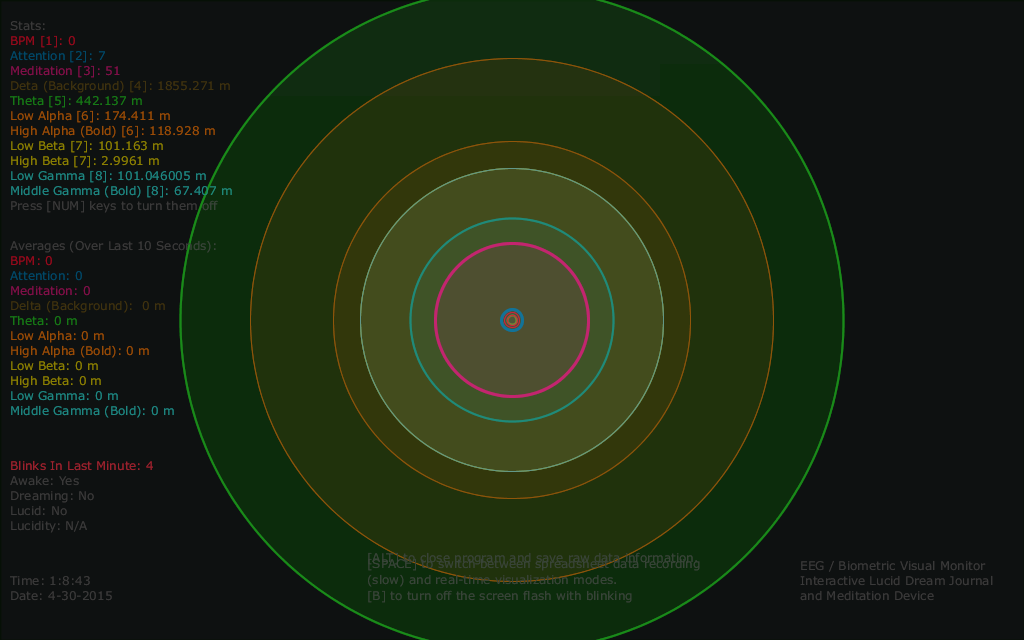 Stats:
BPM [1]: 0
Attention [2]: 7
Meditation [3]: 51
Deta (Background) [4]: 1855.271 m
Theta [5]: 442.137 m
Low Alpha [6]: 174.411 m
High Alpha (Bold) [6]: 118.928 m
Low Beta [7]: 101.163 m
High Beta [7]: 2.9961 m
Low Gamma [8]: 101.046005 m
Middle Gamma (Bold) [8]: 67.407 m
Press [NUM] keys to turn them off
Averages (Over Last 10 Seconds):
BPM: 0
Attention: 0
Meditation: 0
Delta (Background):  0 m
Theta: 0 m
Low Alpha: 0 m
High Alpha (Bold): 0 m
Low Beta: 0 m
High Beta: 0 m
Low Gamma: 0 m
Middle Gamma (Bold): 0 m
Blinks In Last Minute: 4
Awake: Yes
Dreaming: No
Lucid: No
Lucidity: N/A
Time: 1:8:43
Date: 4-30-2015
[ALT] to close program and save raw data information.
[SPACE] to switch between spreadsheet data recording
(slow) and real-time visualization modes.
[B] to turn off the screen flash with blinking
EEG / Biometric Visual Monitor
Interactive Lucid Dream Journal
and Meditation Device